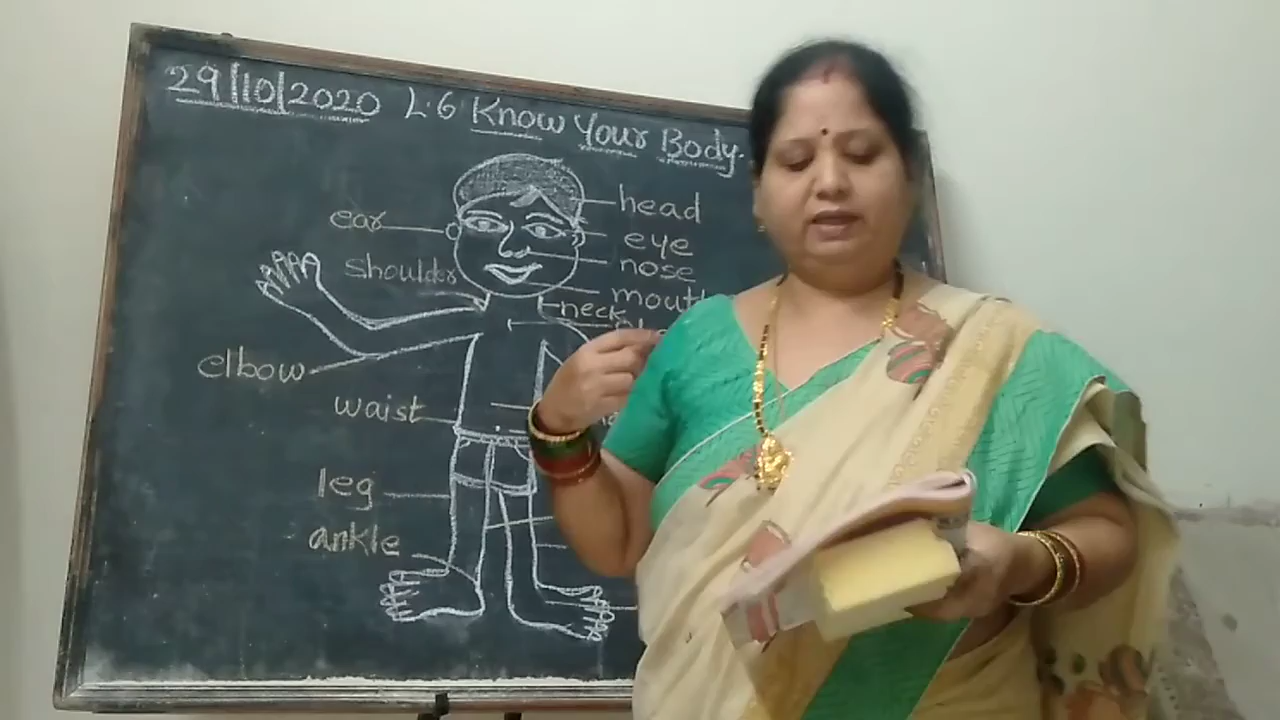 29/10/2020 L.6 Know Your Body.
head
ear
eye
nose
Shoulder
mouth
neck
elbow
waist
leg
ankle